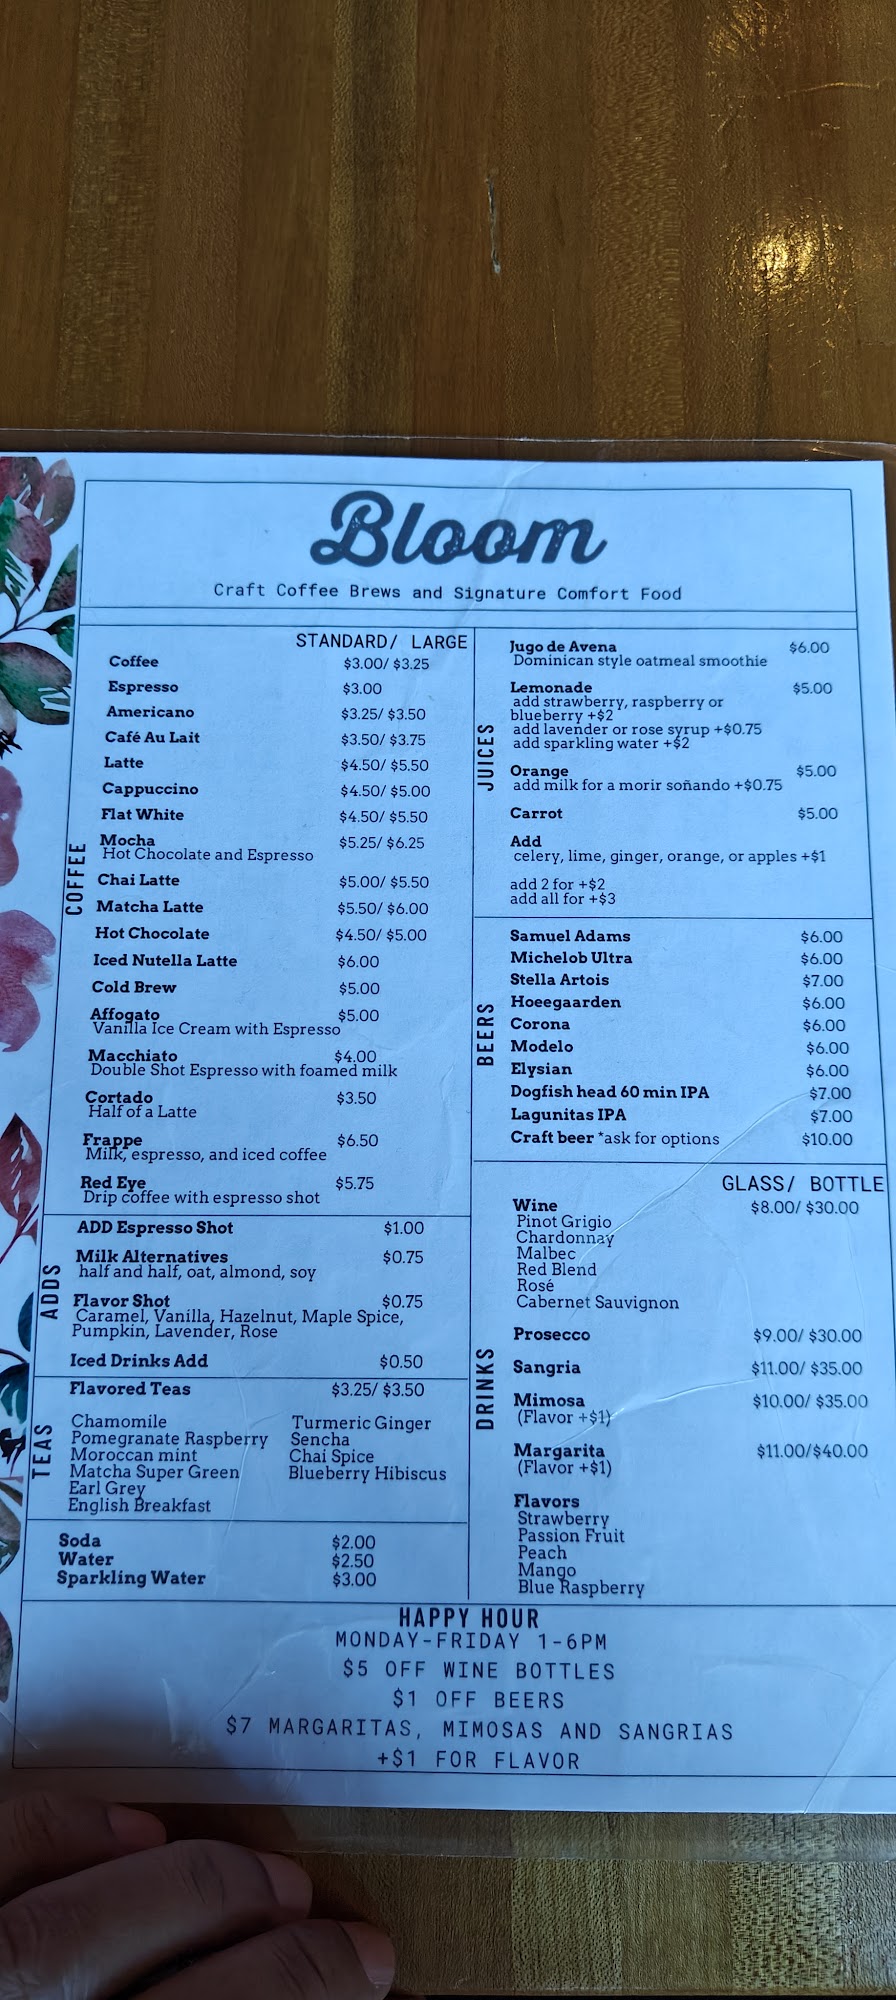 Bloom
Craft Coffee Brews and Signature Comfort Food
STANDARD/ LARGE
COFFEE
Coffee $3.00/ $3.25
Espresso $3.00
Americano $3.25/ $3.50
Café Au Lait $3.50/ $3.75
Latte $4.50/ $5.50
Cappuccino $4.50/ $5.00
Flat White $4.50/ $5.50
Mocha $5.25/ $6.25
Hot Chocolate and Espresso
Chai Latte $5.00/ $5.50
Matcha Latte $5.50/ $6.00
Hot Chocolate $4.50/ $5.00
Iced Nutella Latte $6.00
Cold Brew $5.00
Affogato $5.00
Vanilla Ice Cream with Espresso
Macchiato $4.00
Double Shot Espresso with foamed milk
Cortado $3.50
Half of a Latte
Frappe $6.50
Milk, espresso, and iced coffee
Red Eye $5.75
Drip coffee with espresso shot
ADDS
ADD Espresso Shot $1.00
Milk Alternatives $0.75
half and half, oat, almond, soy
Flavor Shot $0.75
Caramel, Vanilla, Hazelnut, Maple Spice,
Pumpkin, Lavender, Rose
Iced Drinks Add $0.50
TEAS
Flavored Teas $3.25/ $3.50
Chamomile Turmeric Ginger
Pomegranate Raspberry Sencha
Moroccan mint Chai Spice
Matcha Super Green Blueberry Hibiscus
Earl Grey
English Breakfast
Soda $2.00
Water $2.50
Sparkling Water $3.00
JUICES
Jugo de Avena $6.00
Dominican style oatmeal smoothie
Lemonade $5.00
add strawberry, raspberry or
blueberry +$2
add lavender or rose syrup +$0.75
add sparkling water +$2
Orange $5.00
add milk for a morir soñando +$0.75
Carrot $5.00
Add
celery, lime, ginger, orange, or apples +$1
add 2 for +$2
add all for +$3
BEERS
Samuel Adams $6.00
Michelob Ultra $6.00
Stella Artois $7.00
Hoeegaarden $6.00
Corona $6.00
Modelo $6.00
Elysian $6.00
Dogfish head 60 min IPA $7.00
Lagunitas IPA $7.00
Craft beer *ask for options $10.00
DRINKS
GLASS/ BOTTLE
Wine $8.00/ $30.00
Pinot Grigio
Chardonnay
Malbec
Red Blend
Rosé
Cabernet Sauvignon
Prosecco $9.00/ $30.00
Sangria $11.00/ $35.00
Mimosa $10.00/ $35.00
(Flavor +$1)
Margarita $11.00/$40.00
(Flavor +$1)
Flavors
Strawberry
Passion Fruit
Peach
Mango
Blue Raspberry
HAPPY HOUR
MONDAY-FRIDAY 1-6PM
$5 OFF WINE BOTTLES
$1 OFF BEERS
$7 MARGARITAS, MIMOSAS AND SANGRIAS
+$1 FOR FLAVOR